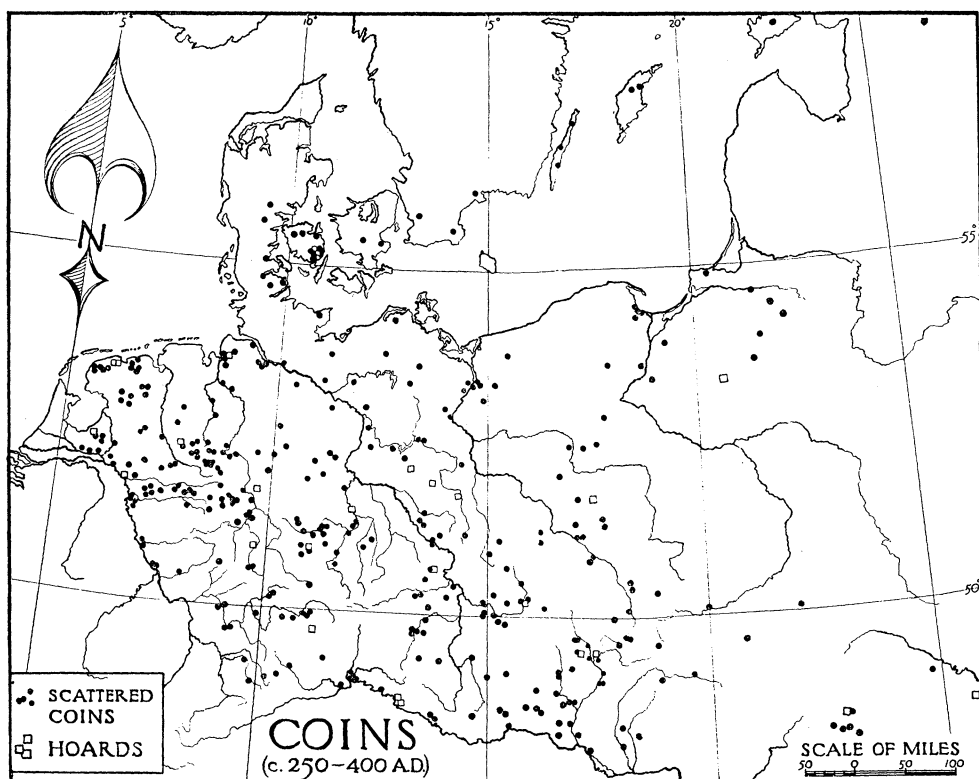 5° 10° 15° 20°
N
55°
50°
SCATTERED
COINS
HOARDS
COINS
(c. 250–400 A.D.)
SCALE OF MILES
50 0 50 100